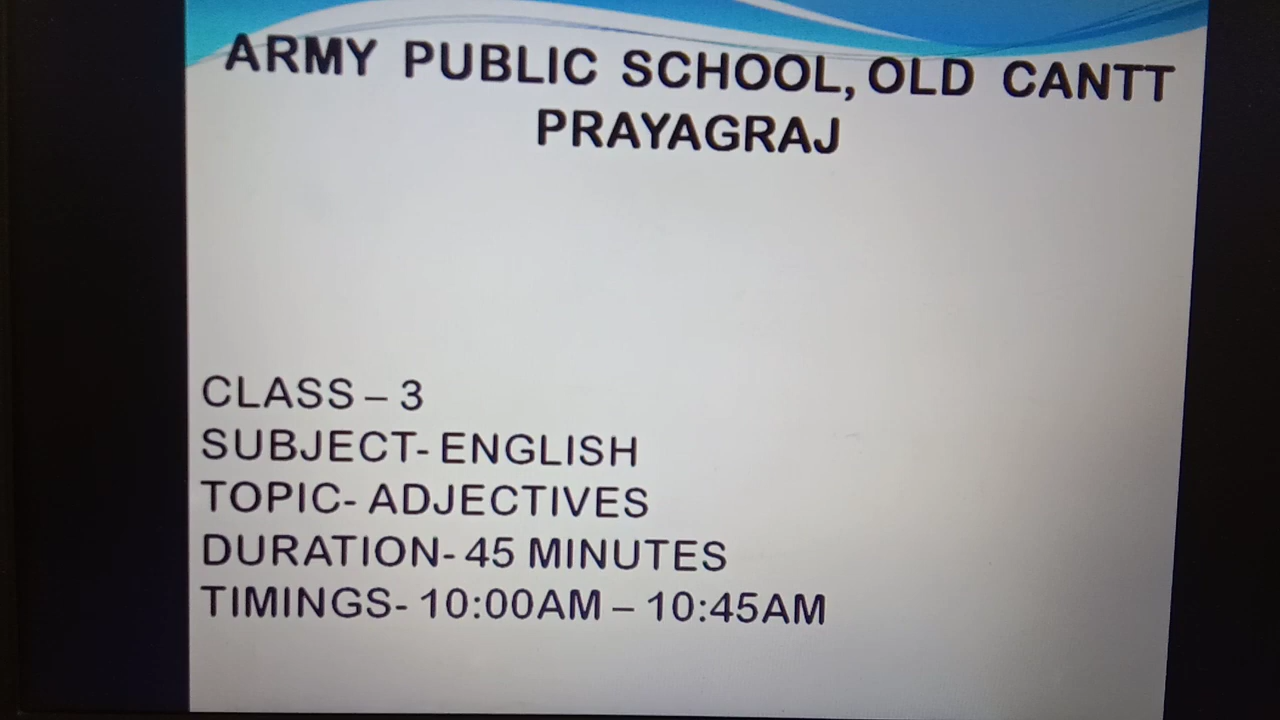 ARMY PUBLIC SCHOOL, OLD CANTT
PRAYAGRAJ
CLASS – 3
SUBJECT- ENGLISH
TOPIC- ADJECTIVES
DURATION- 45 MINUTES
TIMINGS- 10:00AM – 10:45AM